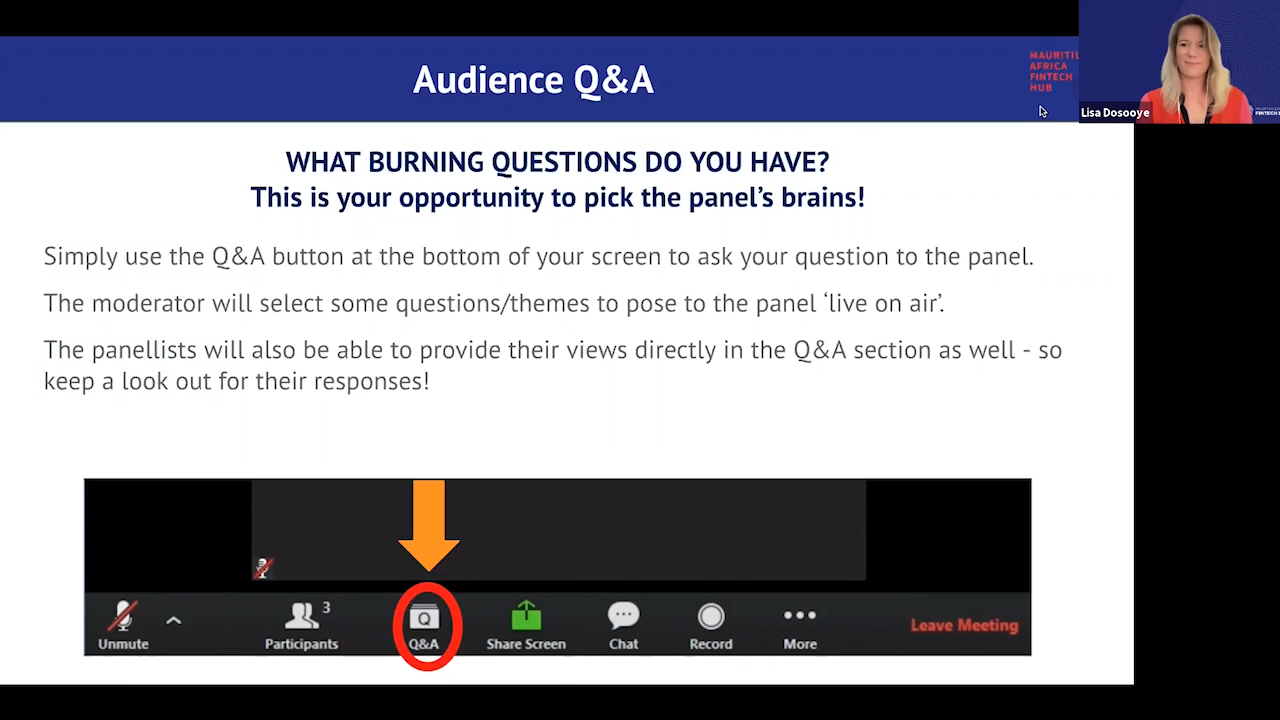 Audience Q&A
MAURITIU
AFRICA
FINTECH
HUB
Lisa Dosooye
WHAT BURNING QUESTIONS DO YOU HAVE?
This is your opportunity to pick the panel's brains!
Simply use the Q&A button at the bottom of your screen to ask your question to the panel.
The moderator will select some questions/themes to pose to the panel ‘live on air’.
The panellists will also be able to provide their views directly in the Q&A section as well - so
keep a look out for their responses!
3
Q
Unmute
Participants
Q&A
Share Screen
Chat
Record
More
Leave Meeting